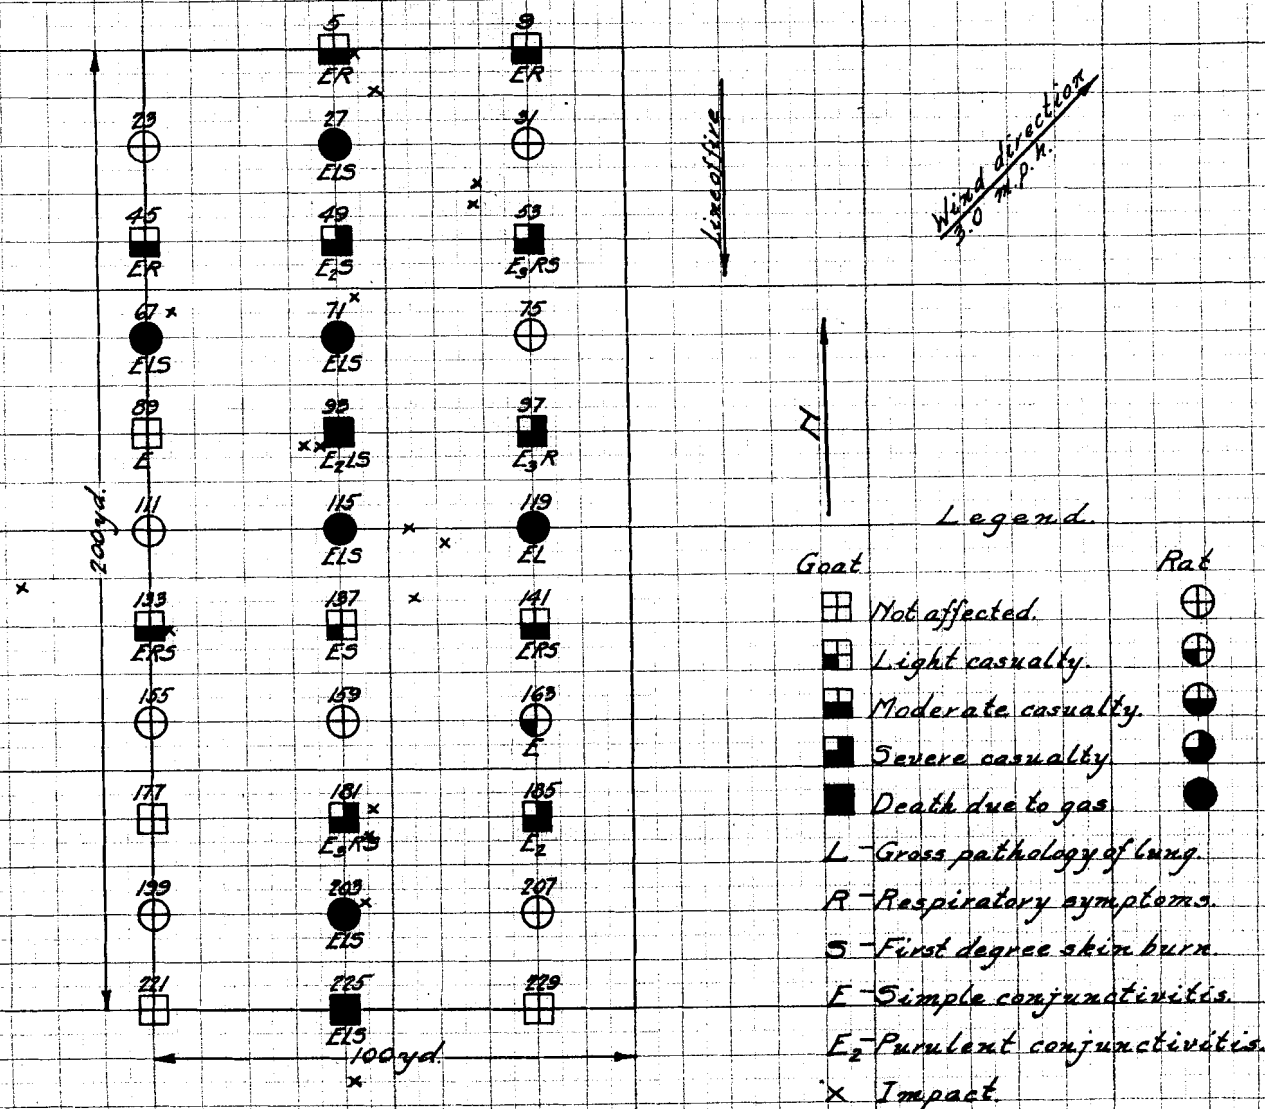 5 9
ER ER
23 27 31
ELS
45 49 53
ER E₂S E₃RS
67 71 75
ELS ELS
89 93 97
E E₂LS E₃R
111 115 119
ELS EL
133 137 141
ERS ES ERS
155 159 163
E
177 181 185
E₃RS E₂
199 203 207
ELS
221 225 229
ELS
200yd.
100yd.
Line of fire
Wind direction
3.0 m.p.h.
N
Legend.
Goat Rat
Not affected.
Light casualty.
Moderate casualty.
Severe casualty
Death due to gas
L-Gross pathology of lung.
R-Respiratory symptoms.
S-First degree skin burn.
E-Simple conjunctivitis.
E₂-Purulent conjunctivitis.
x Impact.